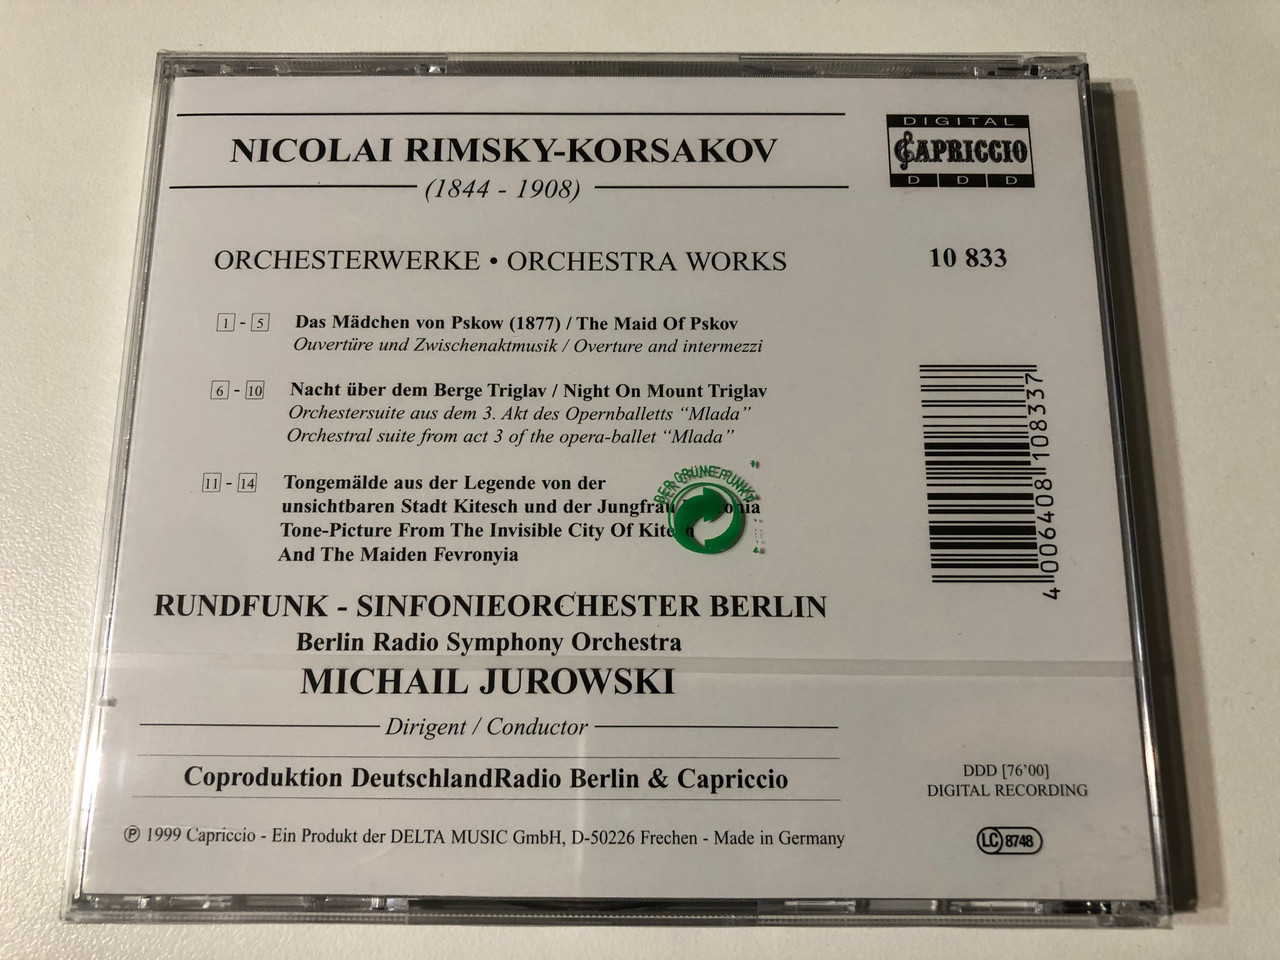 NICOLAI RIMSKY-KORSAKOV
(1844 - 1908)
DIGITAL
CAPRICCIO
D D D
ORCHESTERWERKE • ORCHESTRA WORKS
10 833
1 - 5 Das Mädchen von Pskow (1877) / The Maid Of Pskov
Ouvertüre und Zwischenaktmusik / Overture and intermezzi
6 - 10 Nacht über dem Berge Triglav / Night On Mount Triglav
Orchestersuite aus dem 3. Akt des Opernballetts “Mlada”
Orchestral suite from act 3 of the opera-ballet “Mlada”
11 - 14 Tongemälde aus der Legende von der
unsichtbaren Stadt Kitesch und der Jungfrau
Tone-Picture From The Invisible City Of
And The Maiden Fevronyia
DER GRÜNE PUNKT
4 006408 108337
RUNDFUNK - SINFONIEORCHESTER BERLIN
Berlin Radio Symphony Orchestra
MICHAIL JUROWSKI
Dirigent / Conductor
Coproduktion DeutschlandRadio Berlin & Capriccio
DDD [76’00]
DIGITAL RECORDING
℗ 1999 Capriccio - Ein Produkt der DELTA MUSIC GmbH, D-50226 Frechen - Made in Germany
LC 8748